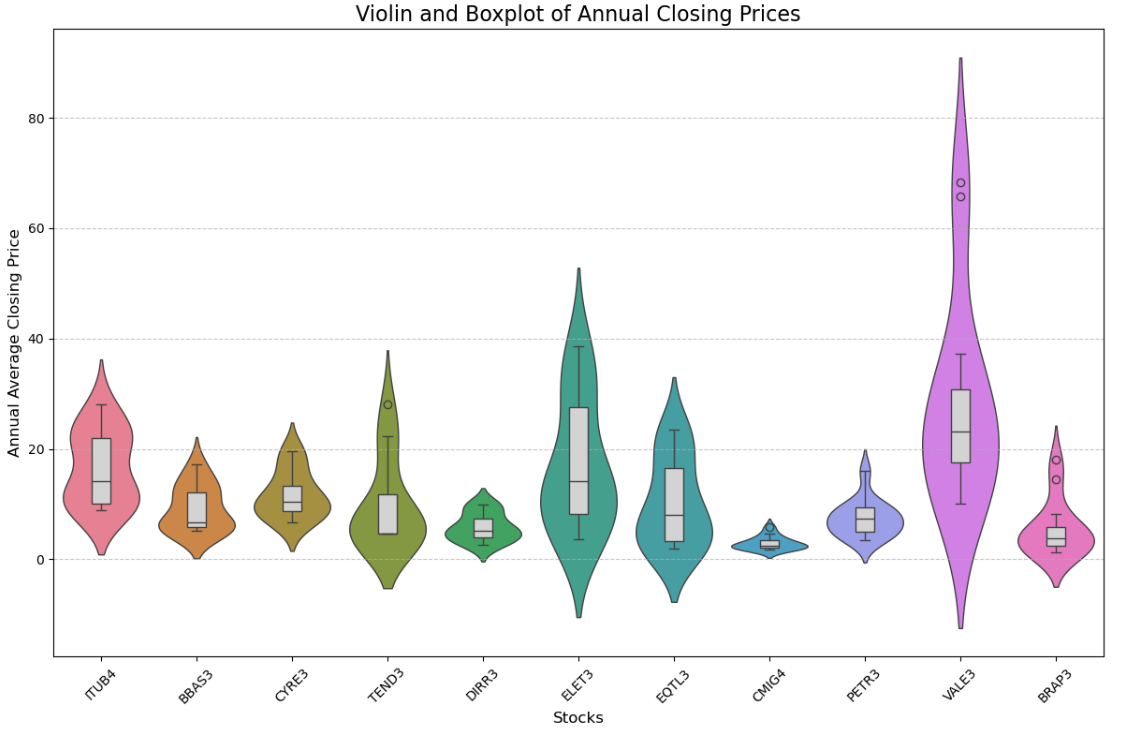 Violin and Boxplot of Annual Closing Prices
Annual Average Closing Price
80
60
40
20
0
ITUB4
BBAS3
CYRE3
TEND3
DIRR3
ELET3
EQTL3
CMIG4
PETR3
VALE3
BRAP3
Stocks